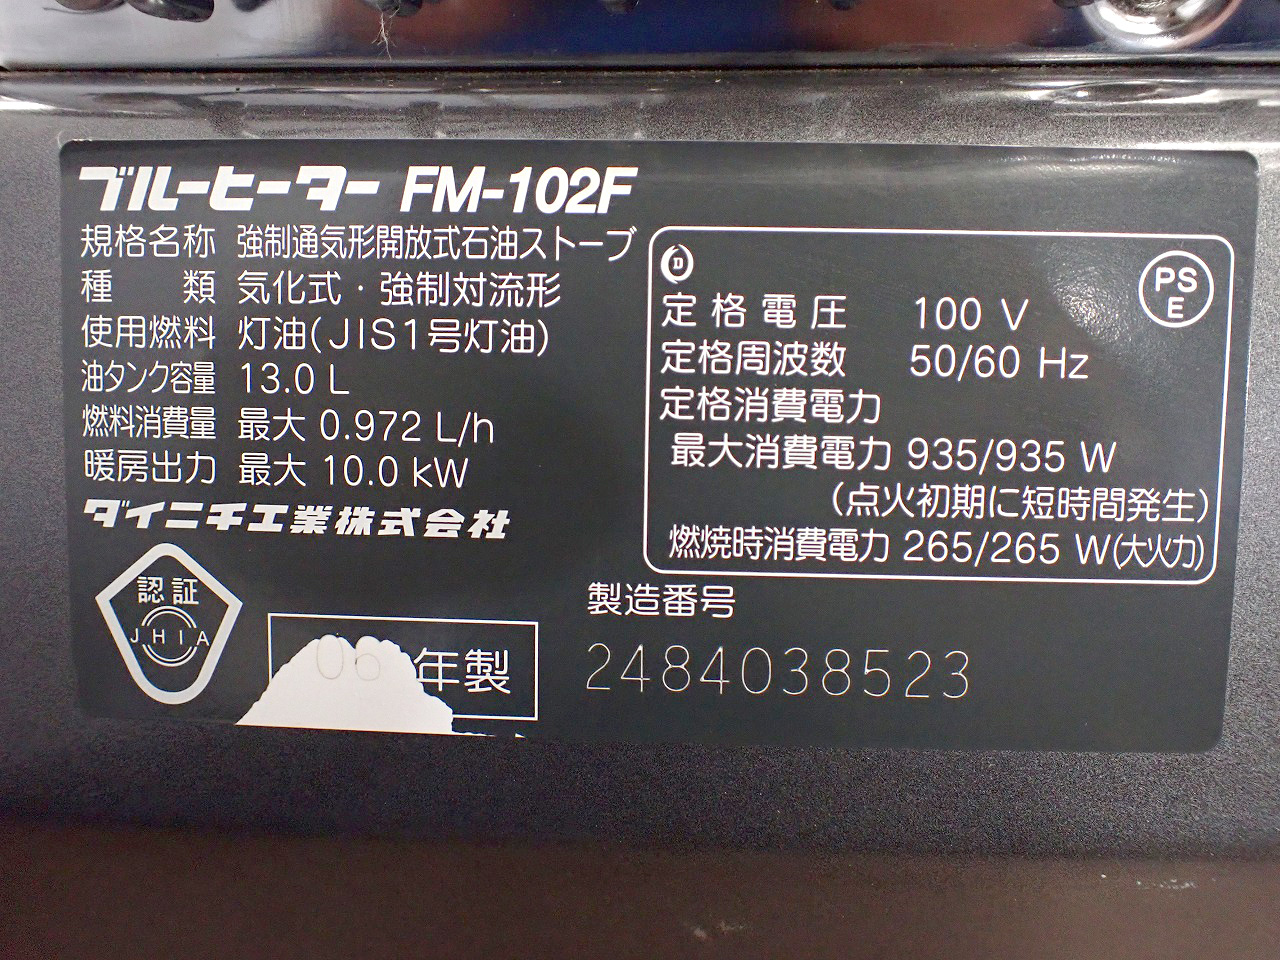 ブルーヒーター FM-102F
規格名称 強制通気形開放式石油ストーブ
種類 気化式・強制対流形
使用燃料 灯油(JIS1号灯油)
油タンク容量 13.0 L
燃料消費量 最大 0.972 L/h
暖房出力 最大 10.0 kW
ダイニチ工業株式会社
認証
JHIA
06年製
D
PS
E
定格電圧 100 V
定格周波数 50/60 Hz
定格消費電力
最大消費電力 935/935 W
(点火初期に短時間発生)
燃焼時消費電力 265/265 W(大火力)
製造番号
2484038523